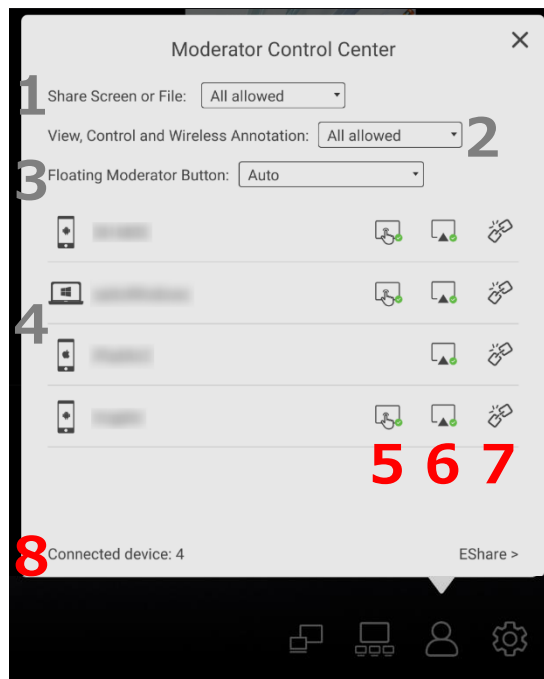 Moderator Control Center
1 Share Screen or File: All allowed
View, Control and Wireless Annotation: All allowed 2
3 Floating Moderator Button: Auto
4
5 6 7
8 Connected device: 4 EShare >